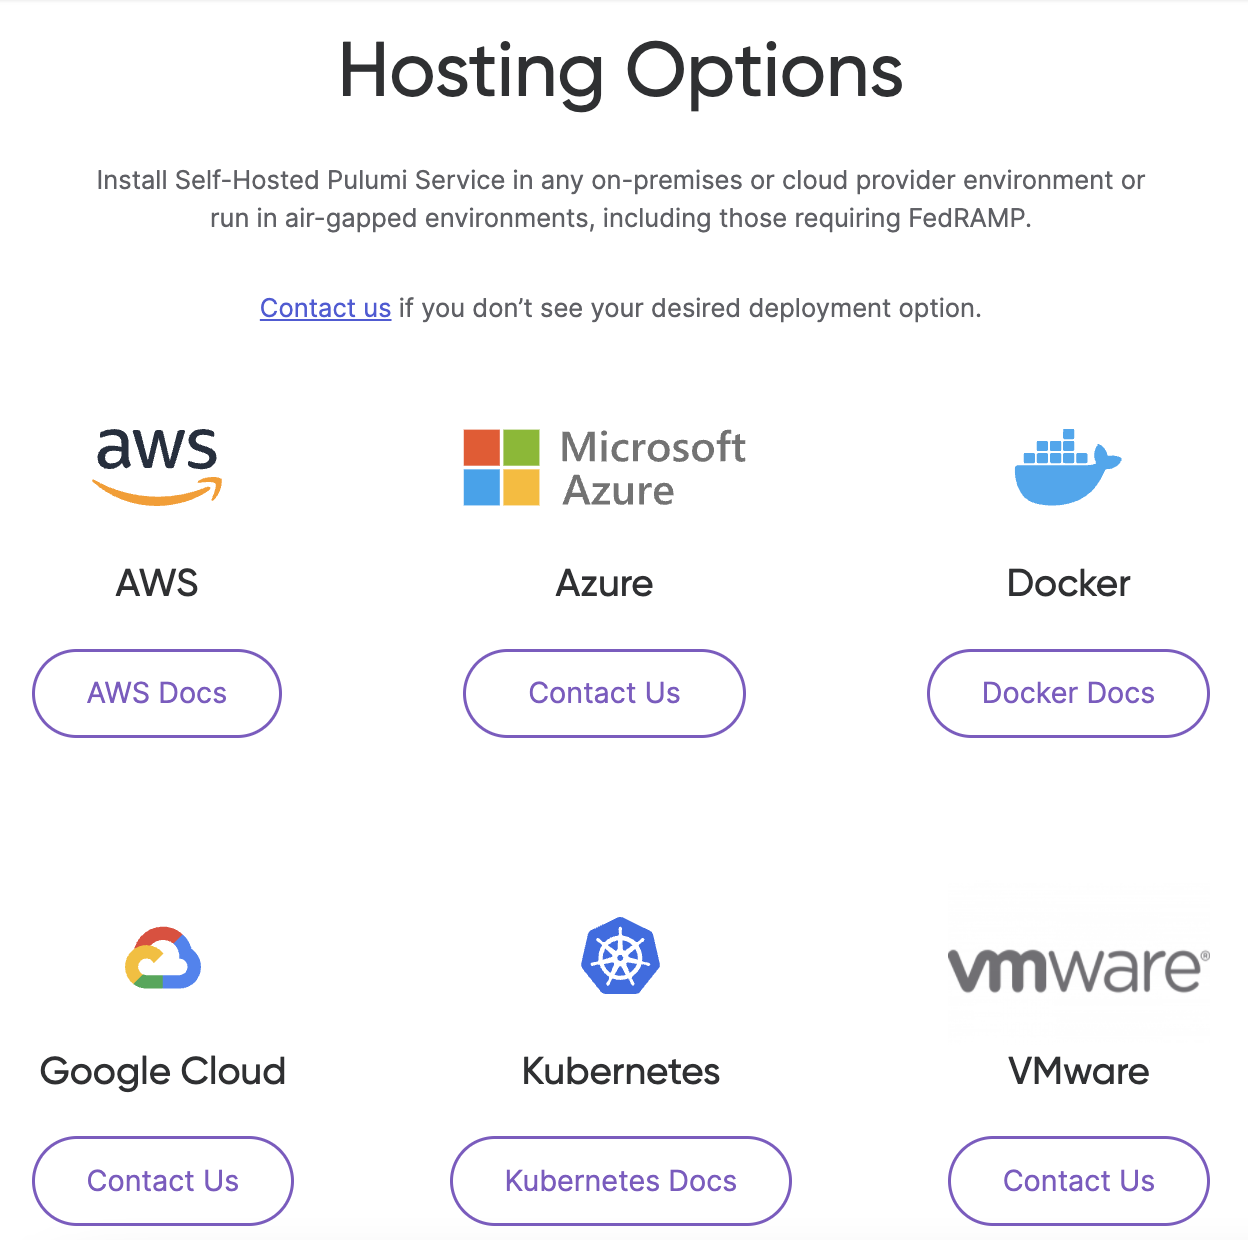 Hosting Options
Install Self-Hosted Pulumi Service in any on-premises or cloud provider environment or
run in air-gapped environments, including those requiring FedRAMP.
Contact us if you don’t see your desired deployment option.
aws
Microsoft
Azure
AWS
Azure
Docker
AWS Docs
Contact Us
Docker Docs
vmware®
Google Cloud
Kubernetes
VMware
Contact Us
Kubernetes Docs
Contact Us